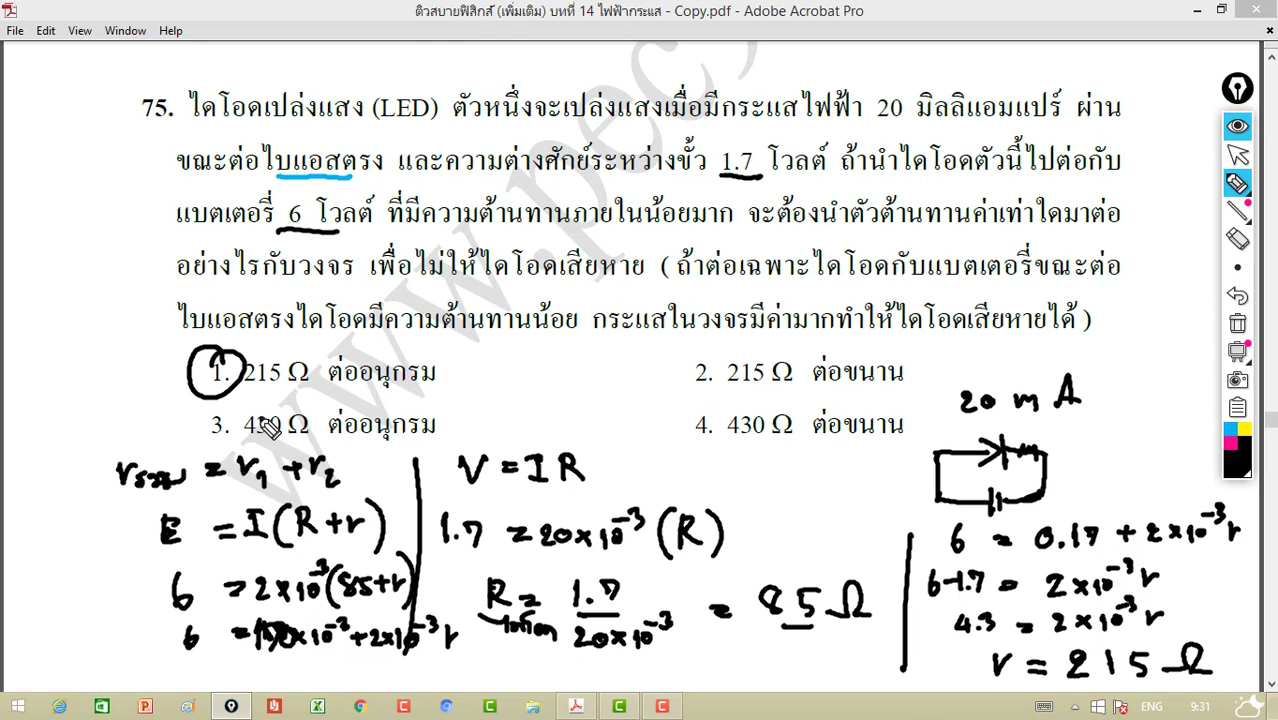 ติวสบายฟิสิกส์ (เพิ่มเติม) บทที่ 14 ไฟฟ้ากระแส - Copy.pdf - Adobe Acrobat Pro
File Edit View Window Help
75. ไดโอดเปล่งแสง (LED) ตัวหนึ่งจะเปล่งแสงเมื่อมีกระแสไฟฟ้า 20 มิลลิแอมแปร์ ผ่าน
ขณะต่อไบแอสตรง และความต่างศักย์ระหว่างขั้ว 1.7 โวลต์ ถ้านำไดโอดตัวนี้ไปต่อกับ
แบตเตอรี่ 6 โวลต์ ที่มีความต้านทานภายในน้อยมาก จะต้องนำตัวต้านทานค่าเท่าใดมาต่อ
อย่างไรกับวงจร เพื่อไม่ให้ไดโอดเสียหาย ( ถ้าต่อเฉพาะไดโอดกับแบตเตอรี่ขณะต่อ
ไบแอสตรงไดโอดมีความต้านทานน้อย กระแสในวงจรมีค่ามากทำให้ไดโอดเสียหายได้ )
1. 215 Ω ต่ออนุกรม 2. 215 Ω ต่อขนาน
3. 430 Ω ต่ออนุกรม 4. 430 Ω ต่อขนาน
20 m A
rรวม = r1 + r2
E = I(R+r)
6 = 2×10⁻³(85+r)
V = I R
1.7 = 20×10⁻³ (R)
R = 1.7 / 20×10⁻³ = 85 Ω
6 = 0.17 + 2×10⁻³r
6-1.7 = 2×10⁻³r
4.3 = 2×10⁻³r
r = 215 Ω
www.pec
ENG 9:31